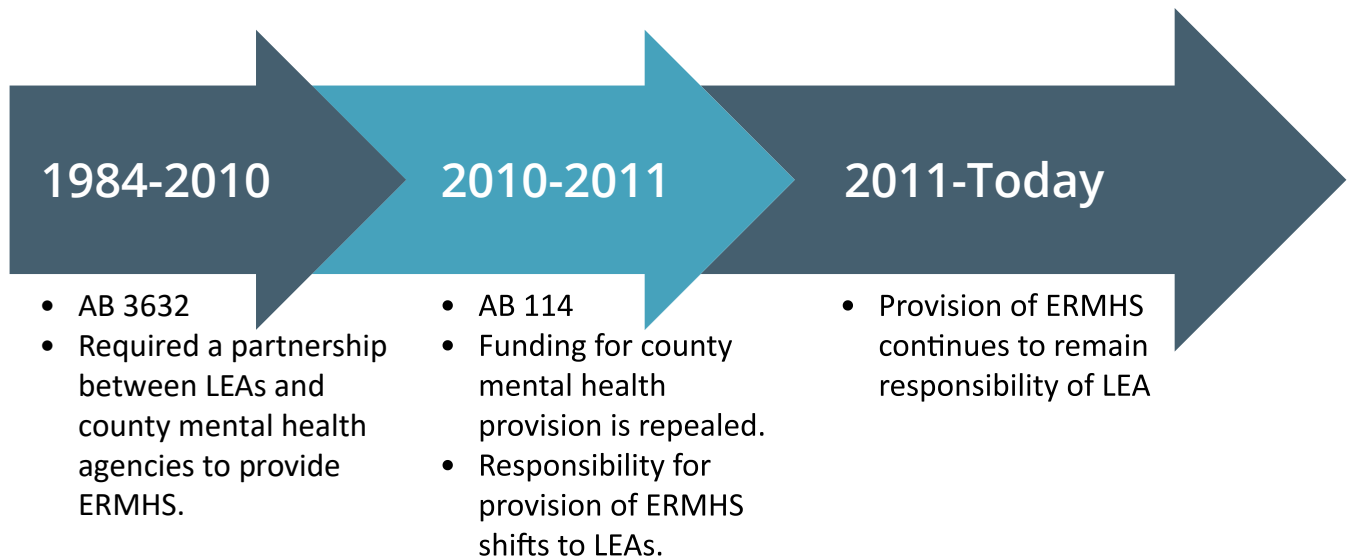 1984-2010
• AB 3632
• Required a partnership
between LEAs and
county mental health
agencies to provide
ERMHS.
2010-2011
• AB 114
• Funding for county
mental health
provision is repealed.
• Responsibility for
provision of ERMHS
shifts to LEAs.
2011-Today
• Provision of ERMHS
continues to remain
responsibility of LEA